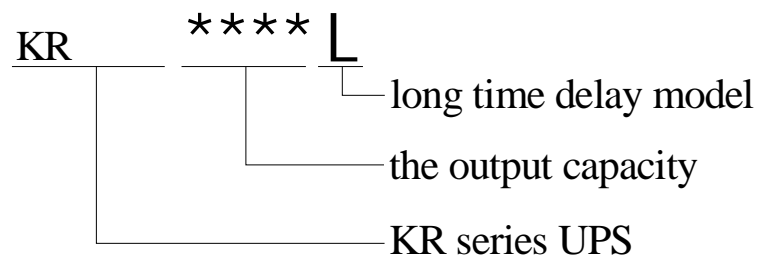 KR **** L
long time delay model
the output capacity
KR series UPS